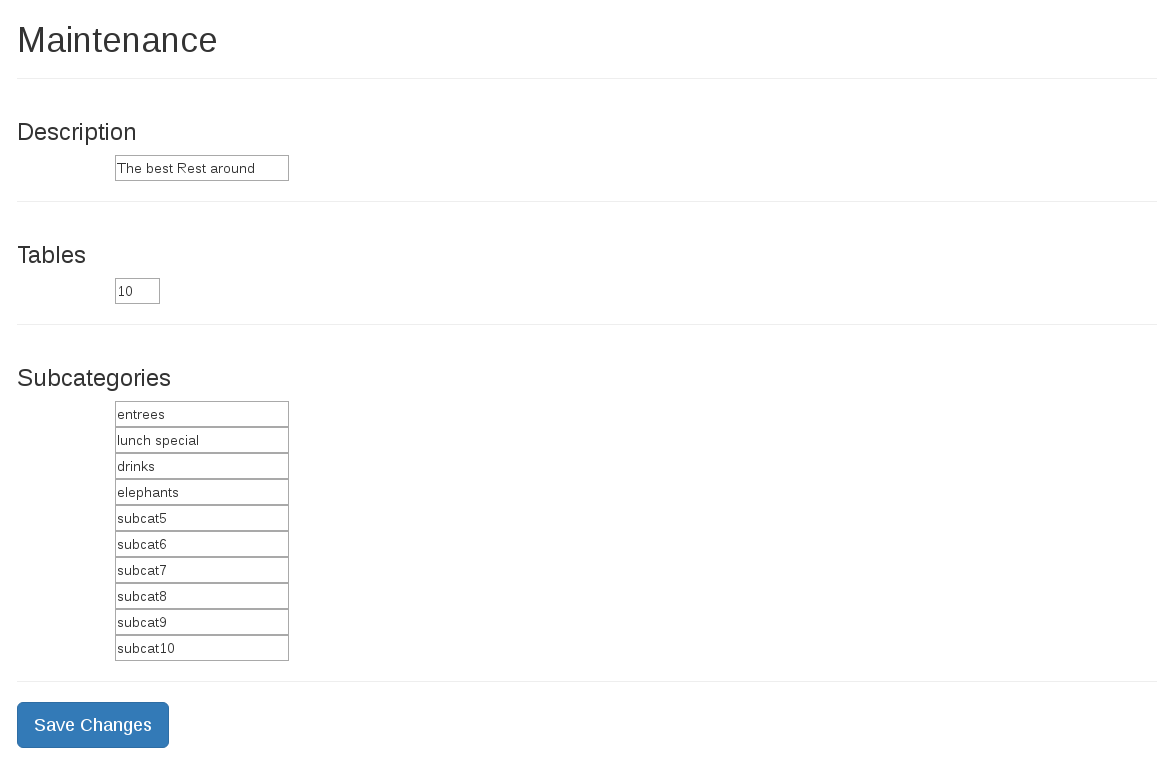 Maintenance
Description
The best Rest around
Tables
10
Subcategories
entrees
lunch special
drinks
elephants
subcat5
subcat6
subcat7
subcat8
subcat9
subcat10
Save Changes